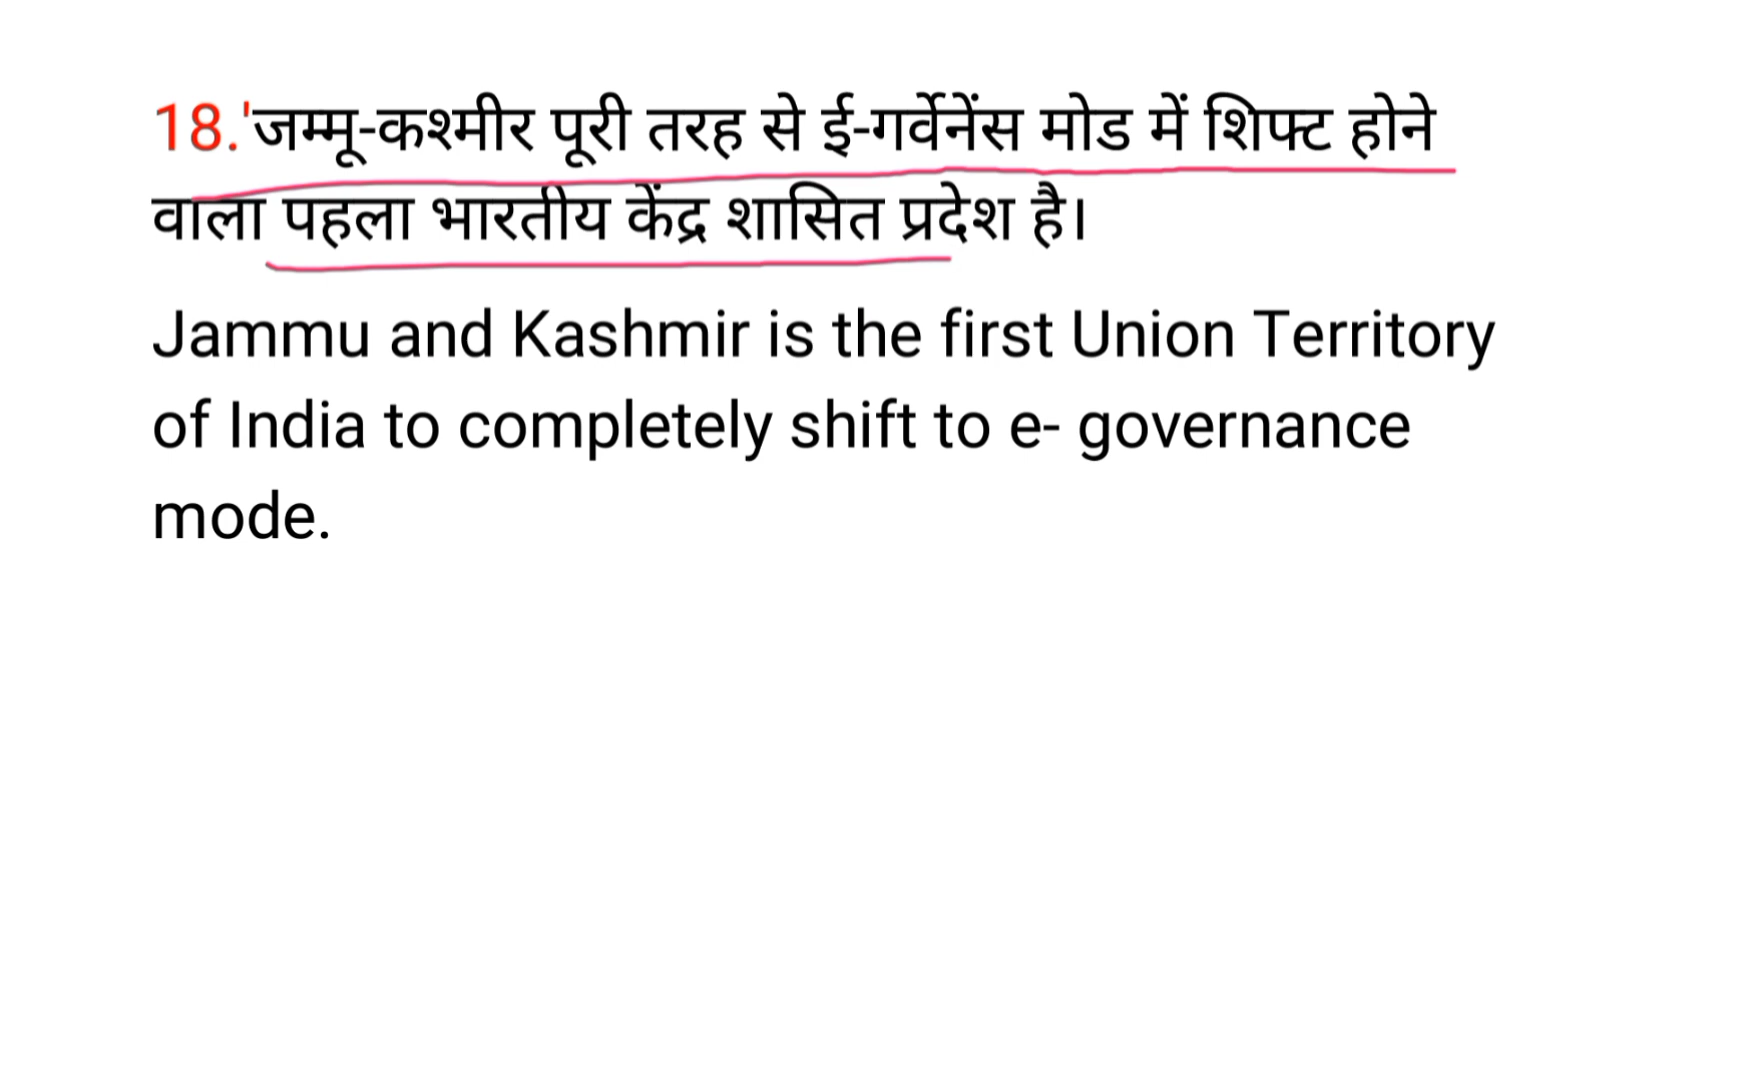 18.'जम्मू-कश्मीर पूरी तरह से ई-गर्वेनेंस मोड में शिफ्ट होने
वाला पहला भारतीय केंद्र शासित प्रदेश है।
Jammu and Kashmir is the first Union Territory
of India to completely shift to e- governance
mode.